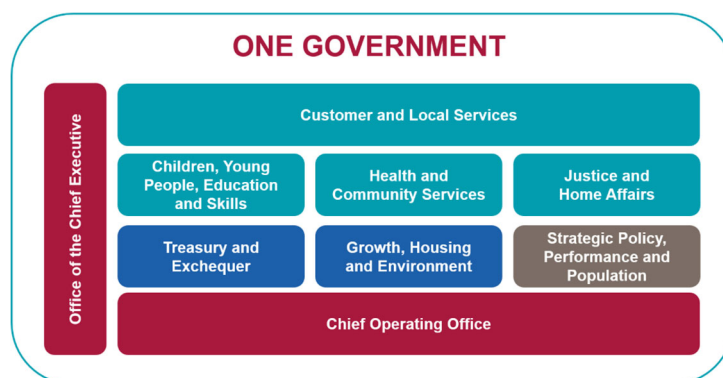 ONE GOVERNMENT
Office of the Chief Executive
Customer and Local Services
Children, Young
People, Education
and Skills
Health and
Community Services
Justice and
Home Affairs
Treasury and
Exchequer
Growth, Housing
and Environment
Strategic Policy,
Performance and
Population
Chief Operating Office